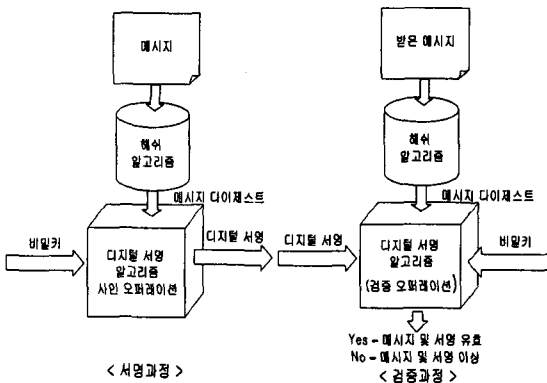 메시지
해쉬
알고리즘
메시지 다이제스트
비밀키
디지털 서명
알고리즘
사인 오퍼레이션
디지털 서명
<서명과정>
받은 메시지
해쉬
알고리즘
메시지 다이제스트
디지털 서명
디지털 서명
알고리즘
(검증 오퍼레이션)
비밀키
Yes - 메시지 및 서명 유효
No - 메시지 및 서명 이상
<검증과정>